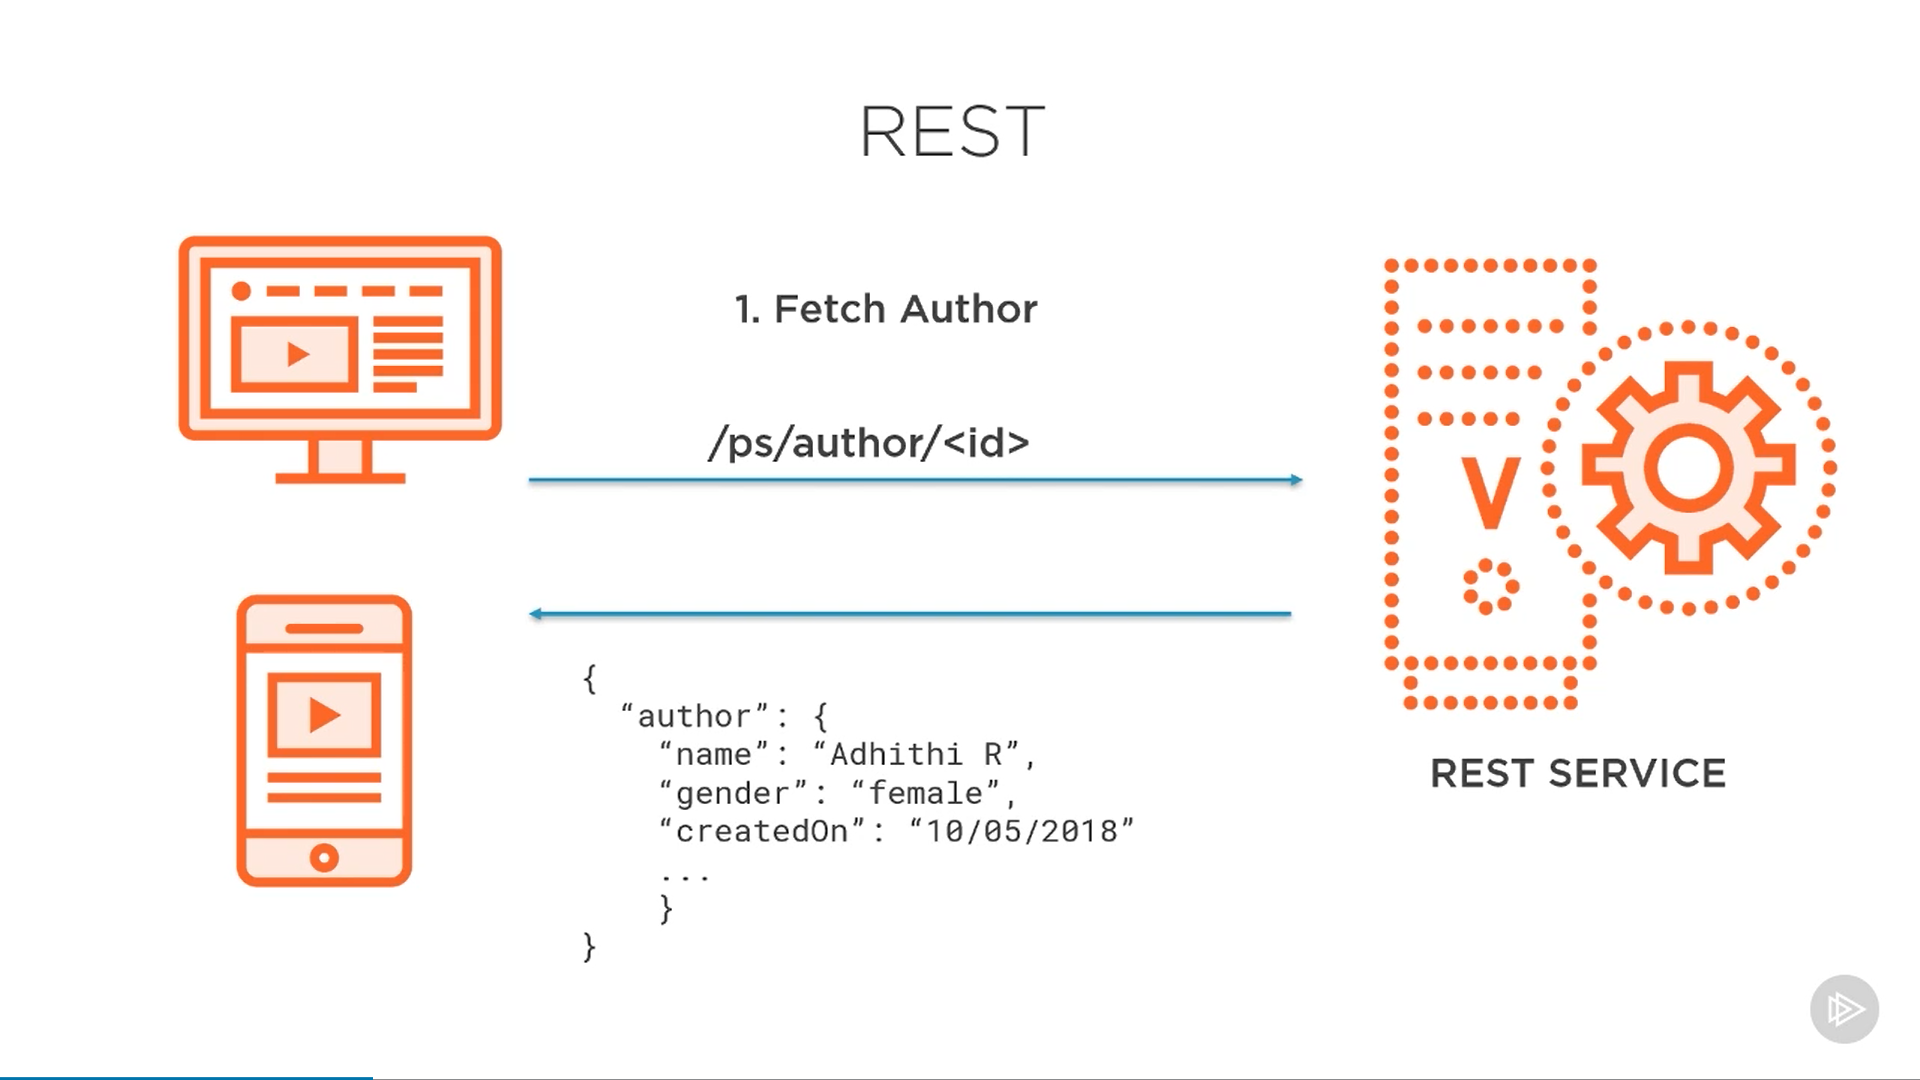 REST
1. Fetch Author
/ps/author/<id>
{
“author”: {
“name”: “Adhithi R”,
“gender”: “female”,
“createdOn”: “10/05/2018”
...
}
}
REST SERVICE